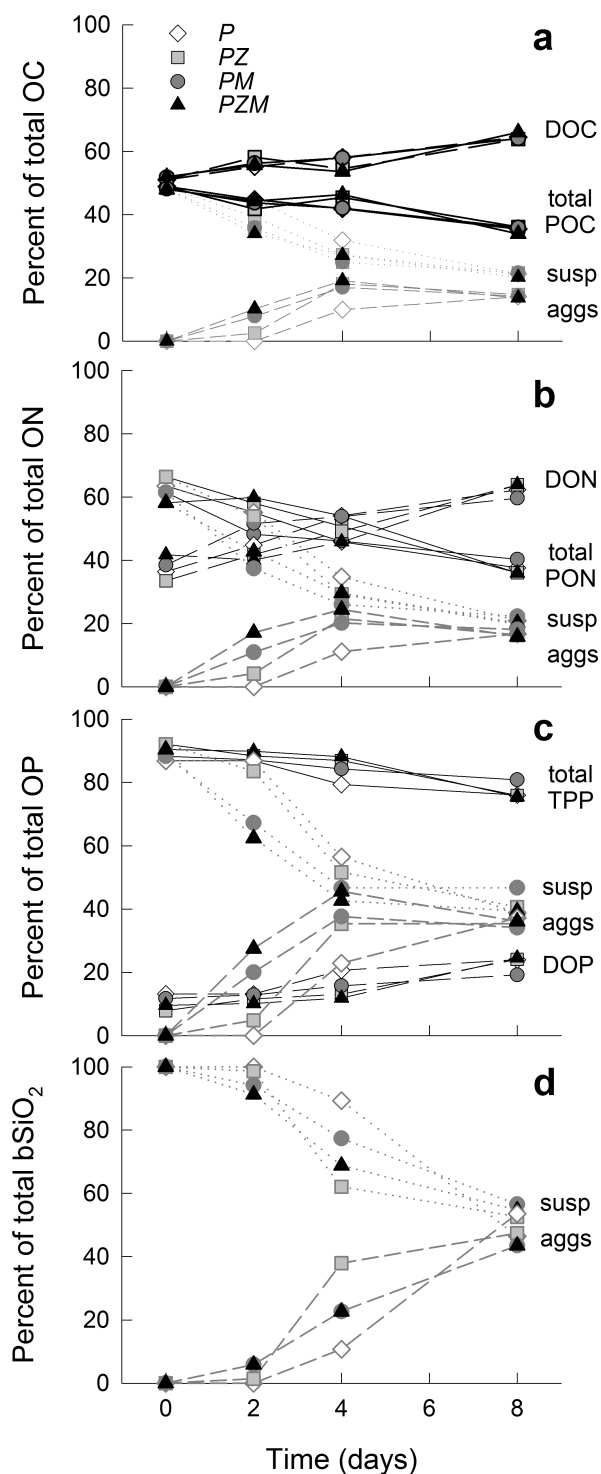 100
80
60
40
20
0
Percent of total OC
P
PZ
PM
PZM
a
DOC
total
POC
susp
aggs
100
80
60
40
20
0
Percent of total ON
b
DON
total
PON
susp
aggs
100
80
60
40
20
0
Percent of total OP
c
total
TPP
susp
aggs
DOP
100
80
60
40
20
0
Percent of total bSiO2
d
susp
aggs
0 2 4 6 8
Time (days)